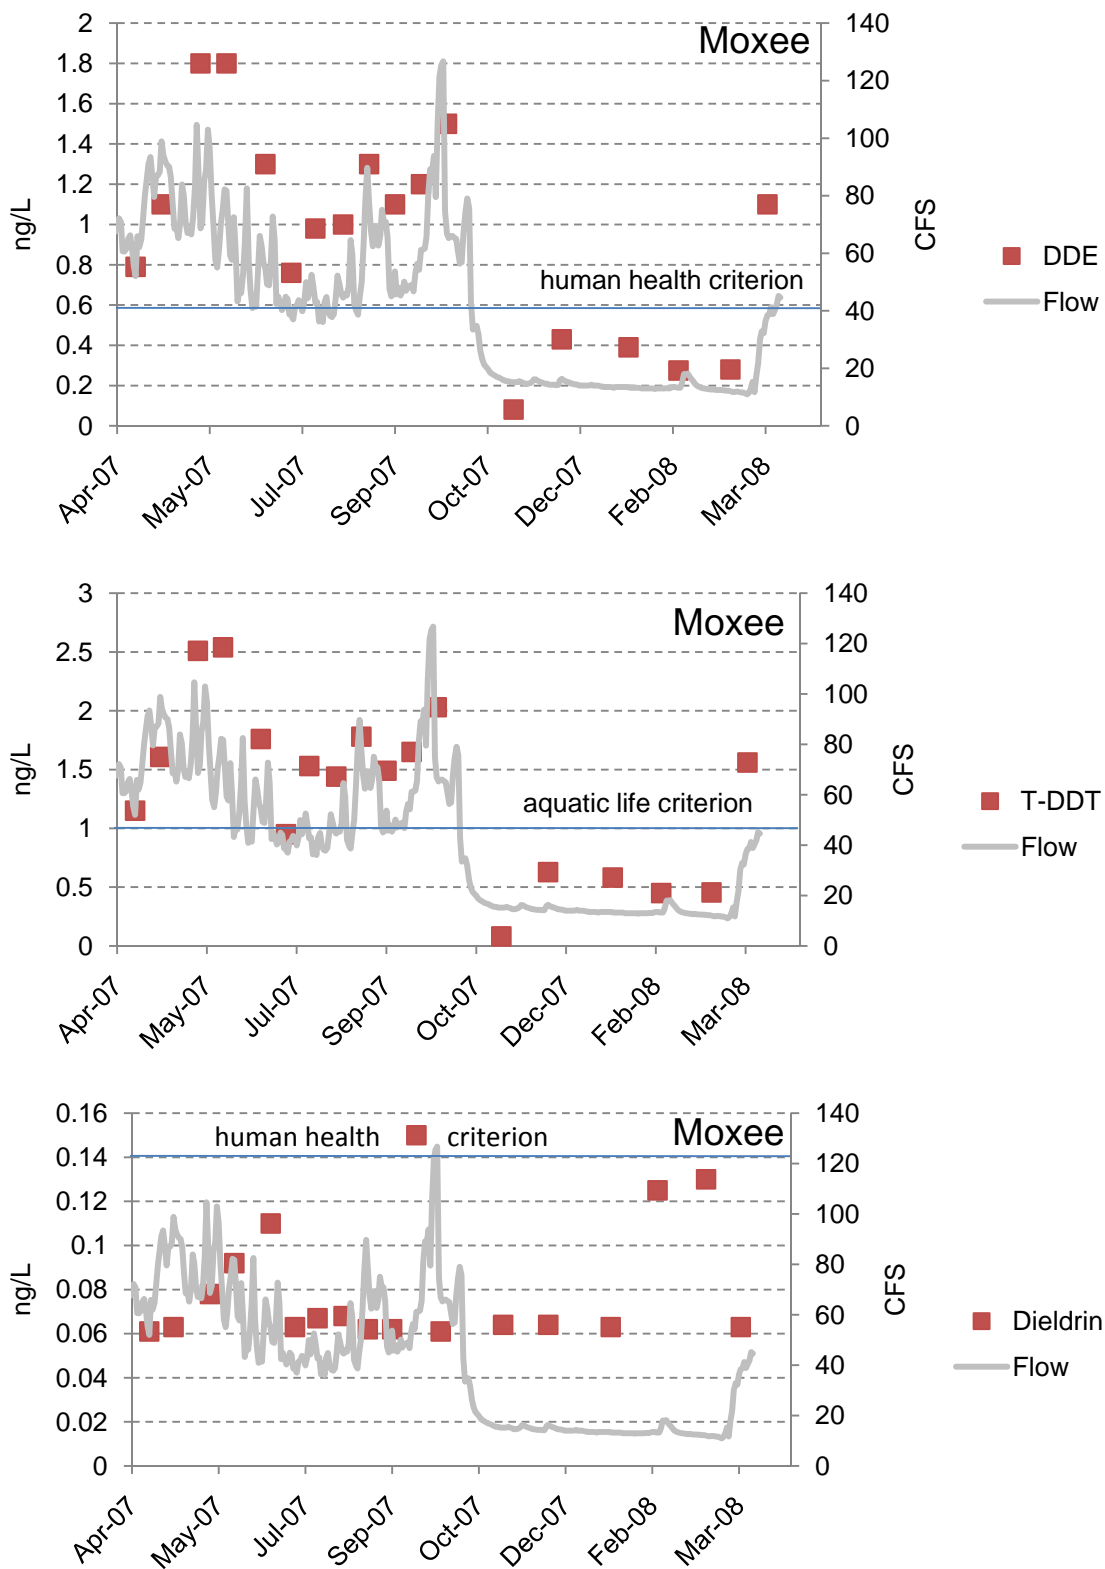 Moxee
2
1.8
1.6
1.4
1.2
1
0.8
0.6
0.4
0.2
0
ng/L
140
120
100
80
60
40
20
0
CFS
human health criterion
DDE
Flow
Apr-07
May-07
Jul-07
Sep-07
Oct-07
Dec-07
Feb-08
Mar-08
Moxee
3
2.5
2
1.5
1
0.5
0
ng/L
140
120
100
80
60
40
20
0
CFS
aquatic life criterion
T-DDT
Flow
Apr-07
May-07
Jul-07
Sep-07
Oct-07
Dec-07
Feb-08
Mar-08
Moxee
human health criterion
0.16
0.14
0.12
0.1
0.08
0.06
0.04
0.02
0
ng/L
140
120
100
80
60
40
20
0
CFS
Dieldrin
Flow
Apr-07
May-07
Jul-07
Sep-07
Oct-07
Dec-07
Feb-08
Mar-08